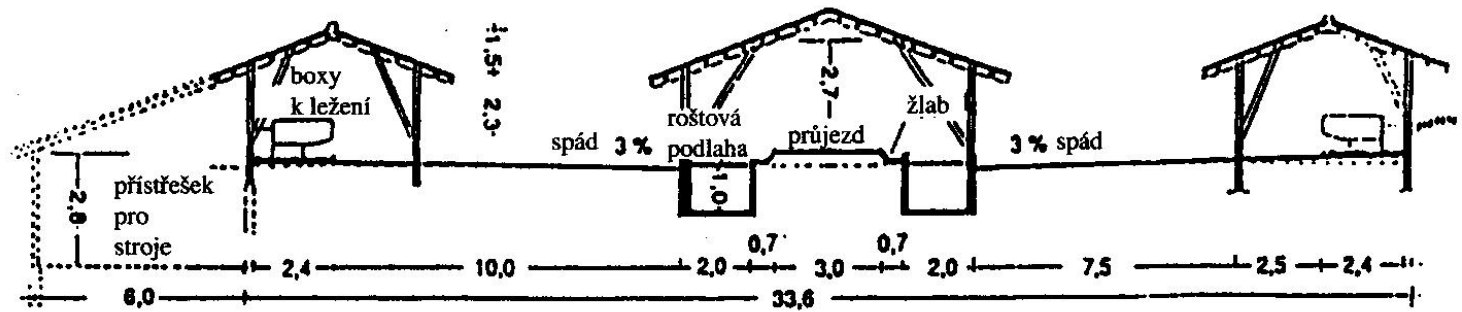 1,5
2,3
boxy
k ležení
2,7
roštová
podlaha
žlab
průjezd
spád 3 %
3 % spád
1,0
přístřešek
pro
stroje
2,8
0,7 0,7
2,4 10,0 2,0 3,0 2,0 7,5 2,5 2,4
6,0 33,6